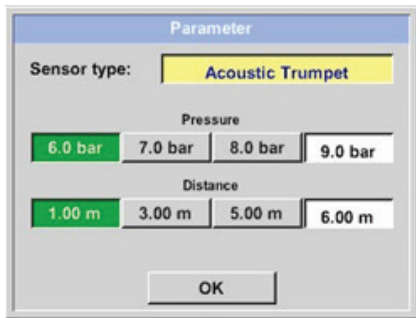 Parameter
Sensor type: Acoustic Trumpet
Pressure
6.0 bar 7.0 bar 8.0 bar 9.0 bar
Distance
1.00 m 3.00 m 5.00 m 6.00 m
OK